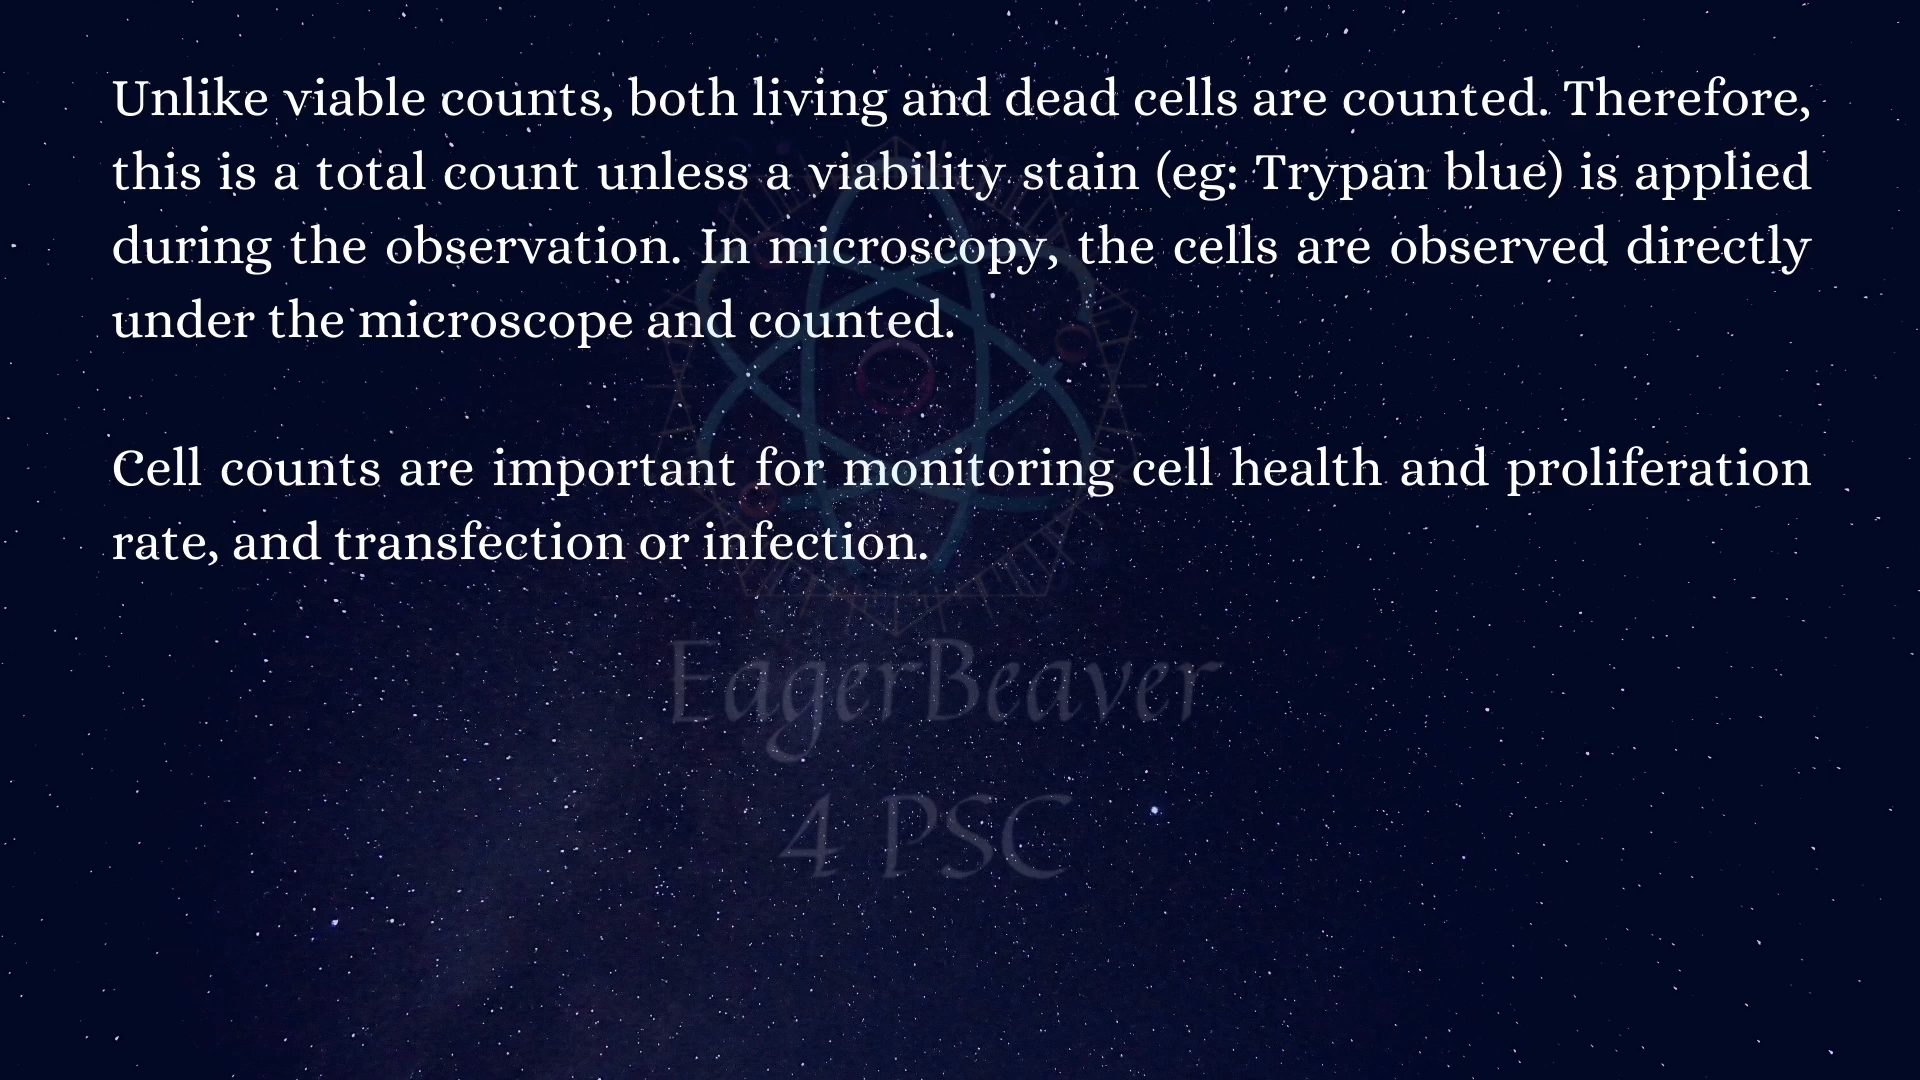 Unlike viable counts, both living and dead cells are counted. Therefore,
this is a total count unless a viability stain (eg: Trypan blue) is applied
during the observation. In microscopy, the cells are observed directly
under the microscope and counted.
Cell counts are important for monitoring cell health and proliferation
rate, and transfection or infection.
EagerBeaver
4 PSC